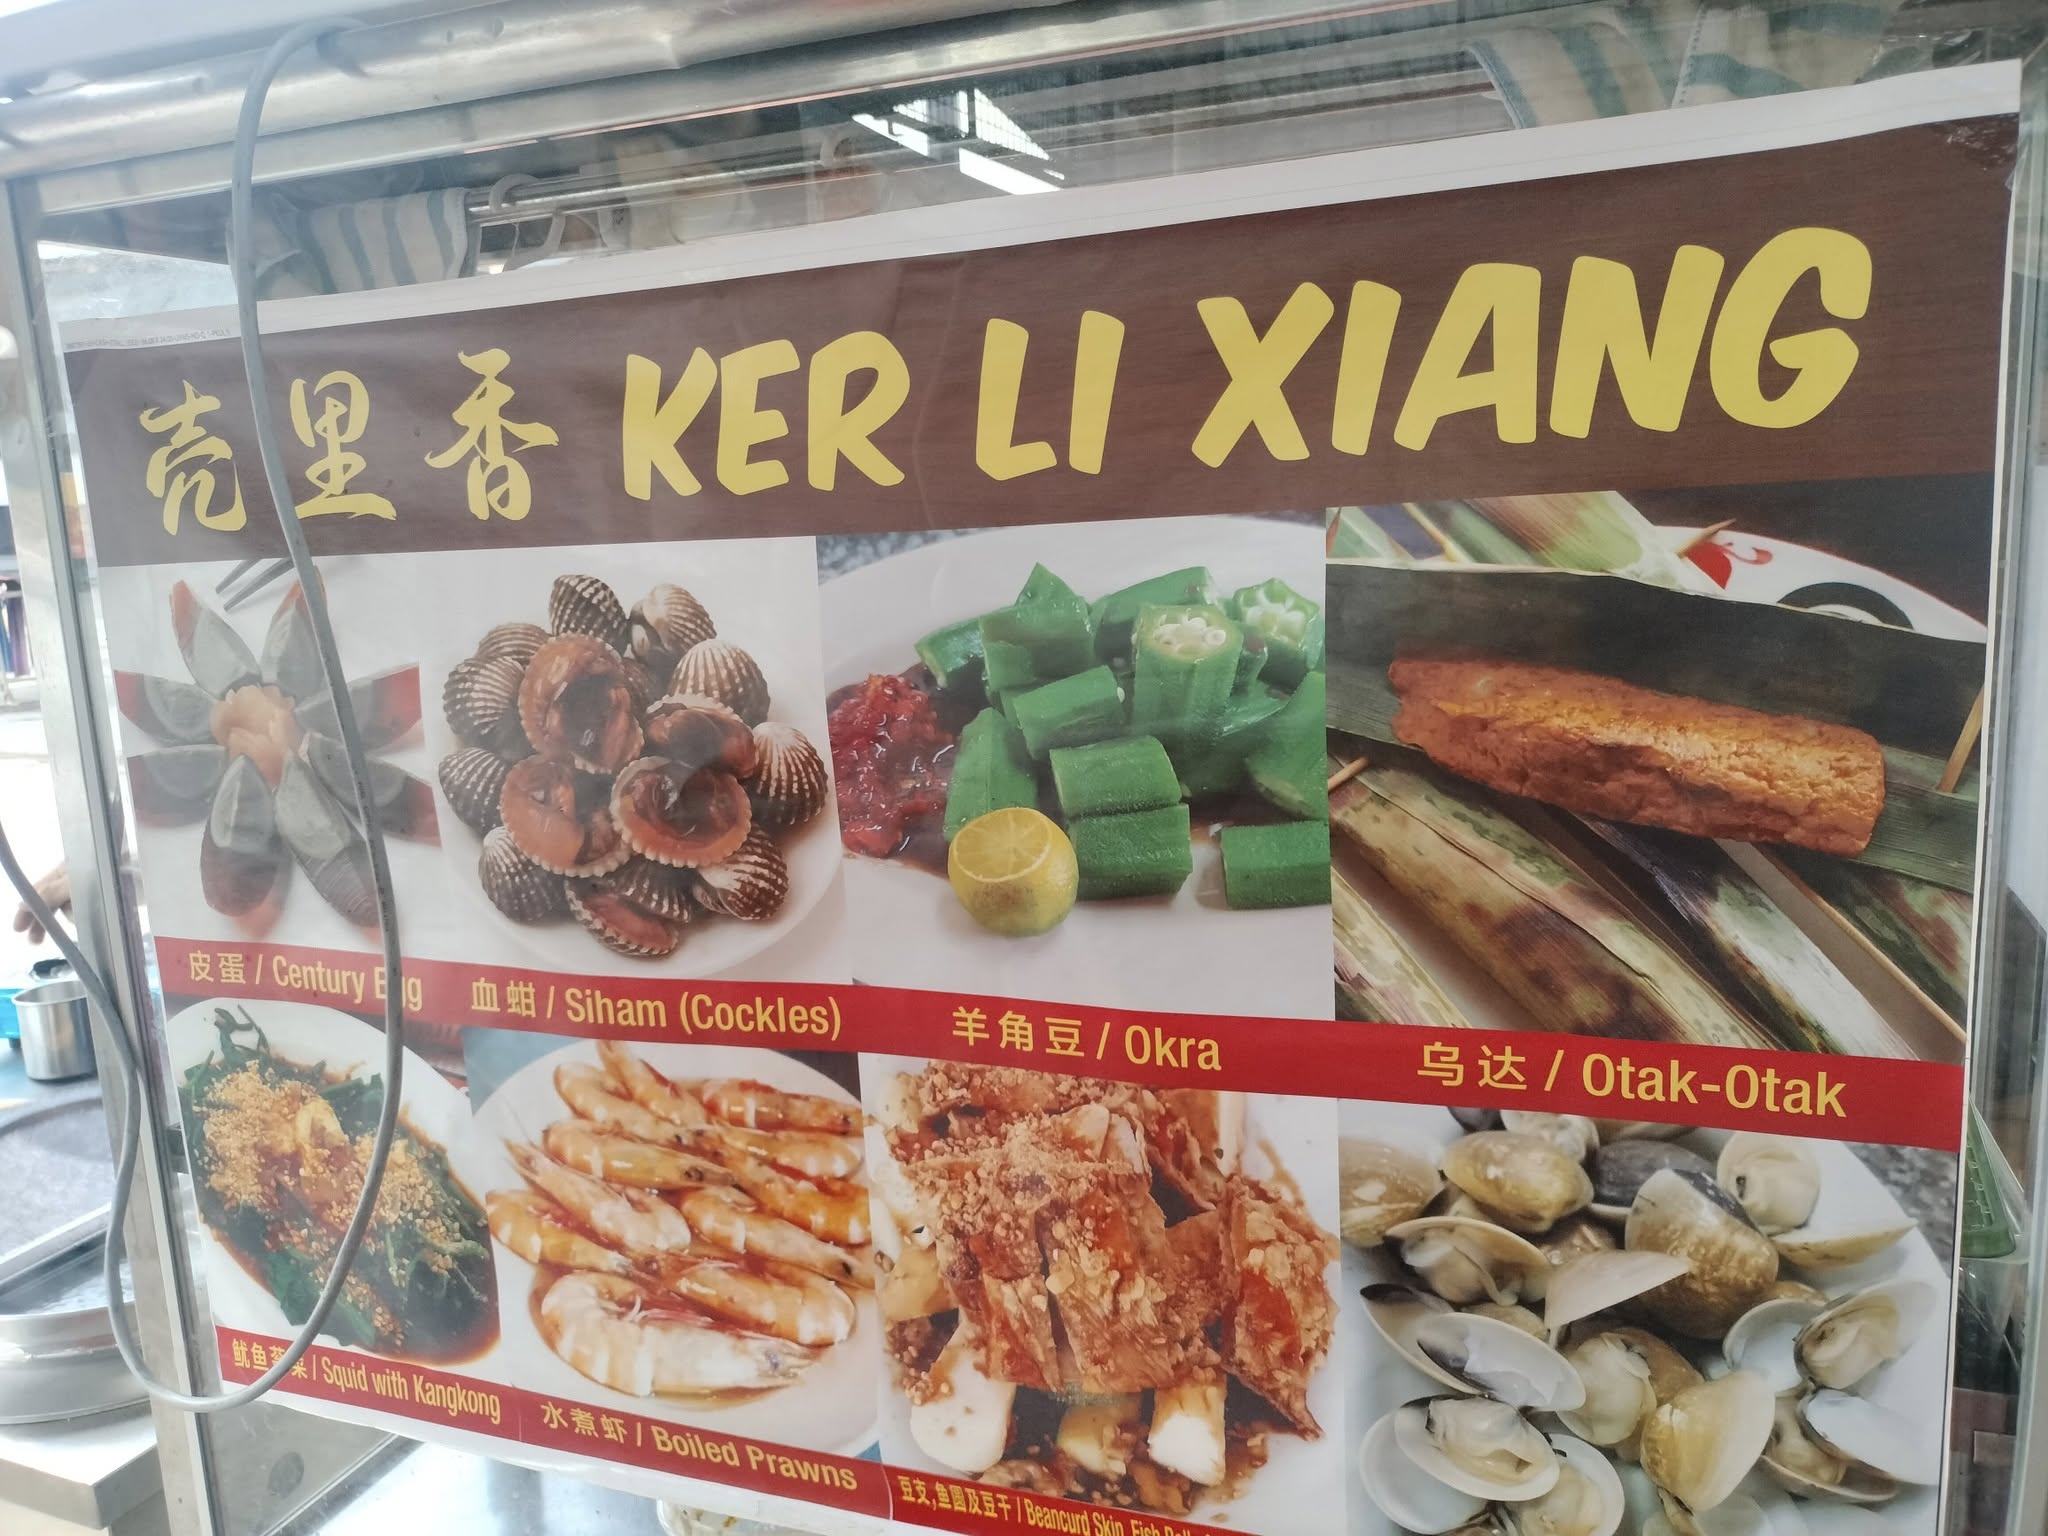 壳里香 KER LI XIANG
皮蛋 / Century Egg
血蚶 / Siham (Cockles)
羊角豆 / Okra
乌达 / Otak-Otak
鱿鱼蕹菜 / Squid with Kangkong
水煮虾 / Boiled Prawns
豆支,鱼圆及豆干 / Beancurd Skin, Fish